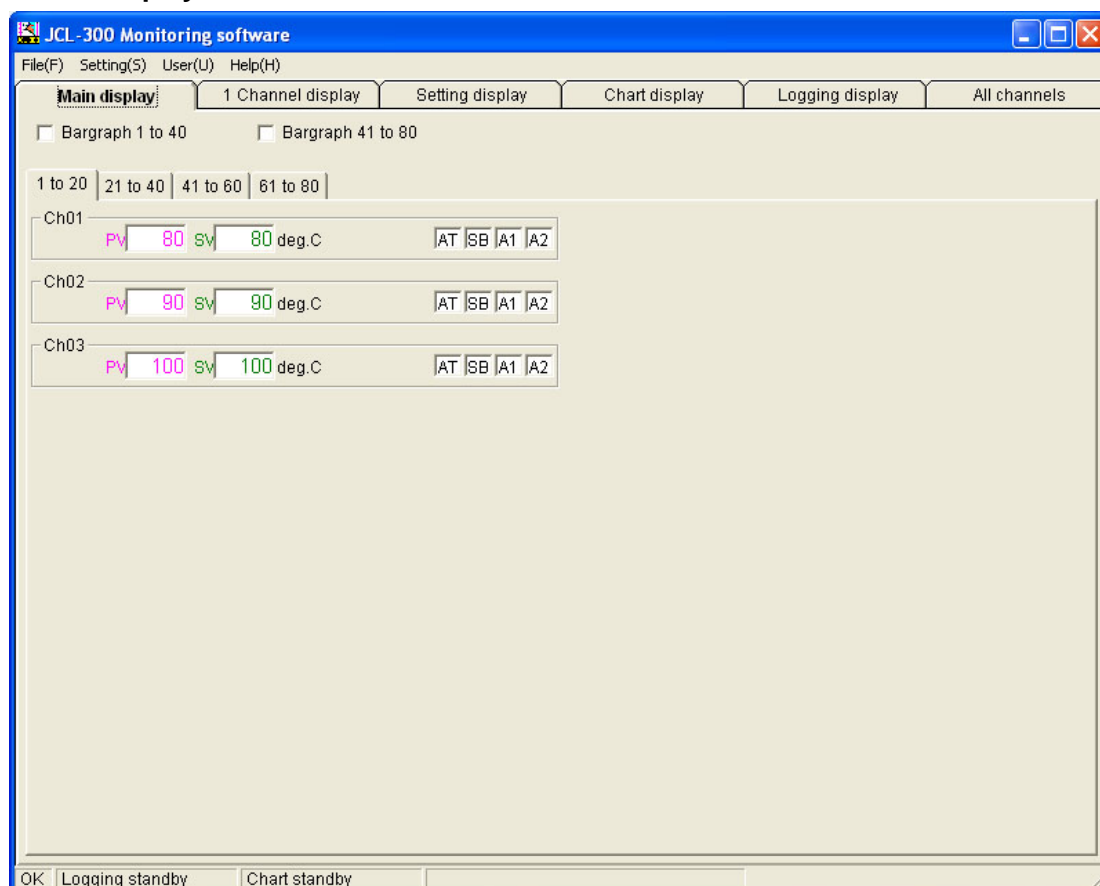 JCL-300 Monitoring software
File(F) Setting(S) User(U) Help(H)
Main display 1 Channel display Setting display Chart display Logging display All channels
Bargraph 1 to 40 Bargraph 41 to 80
1 to 20 21 to 40 41 to 60 61 to 80
Ch01
PV 80 SV 80 deg.C AT SB A1 A2
Ch02
PV 90 SV 90 deg.C AT SB A1 A2
Ch03
PV 100 SV 100 deg.C AT SB A1 A2
OK Logging standby Chart standby